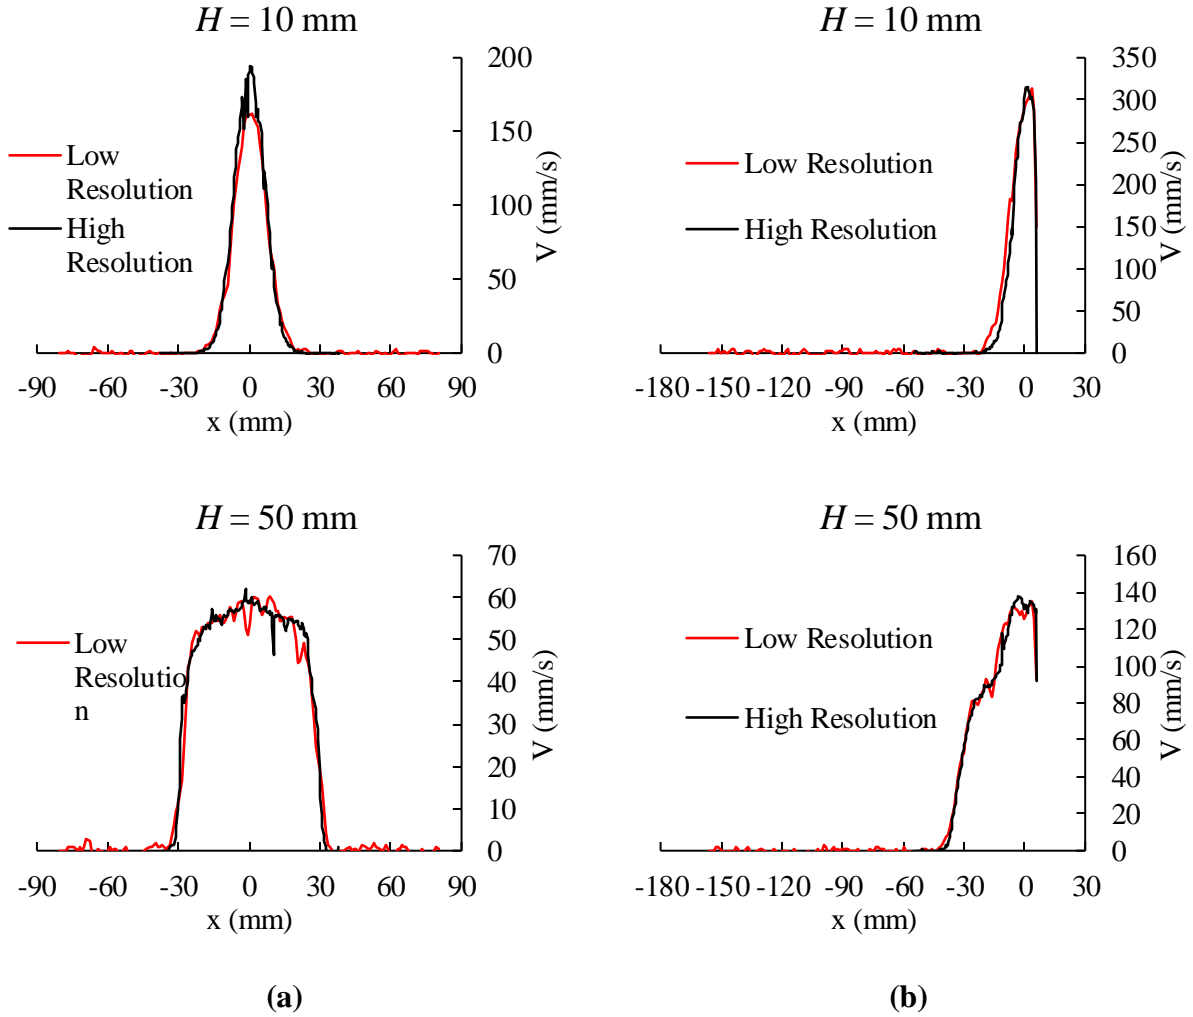 H = 10 mm
200
150
100
50
0
V (mm/s)
Low
Resolution
High
Resolution
-90 -60 -30 0 30 60 90
x (mm)
H = 10 mm
350
300
250
200
150
100
50
0
V (mm/s)
Low Resolution
High Resolution
-180 -150 -120 -90 -60 -30 0 30
x (mm)
H = 50 mm
70
60
50
40
30
20
10
0
V (mm/s)
Low
Resolutio
n
-90 -60 -30 0 30 60 90
x (mm)
H = 50 mm
160
140
120
100
80
60
40
20
0
V (mm/s)
Low Resolution
High Resolution
-180 -150 -120 -90 -60 -30 0 30
x (mm)
(a)
(b)